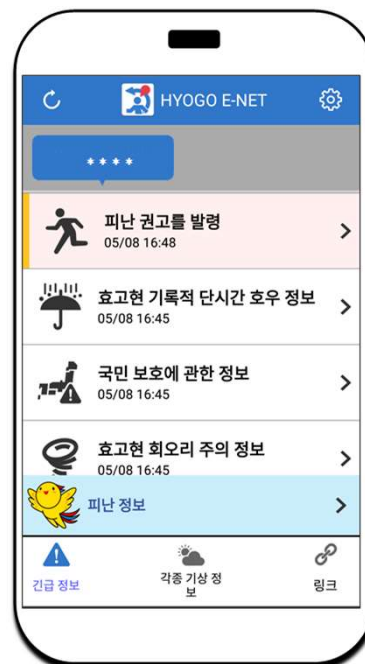 HYOGO E-NET
****
피난 권고를 발령
05/08 16:48
효고현 기록적 단시간 호우 정보
05/08 16:45
국민 보호에 관한 정보
05/08 16:45
효고현 회오리 주의 정보
05/08 16:45
피난 정보
긴급 정보
각종 기상 정
보
링크